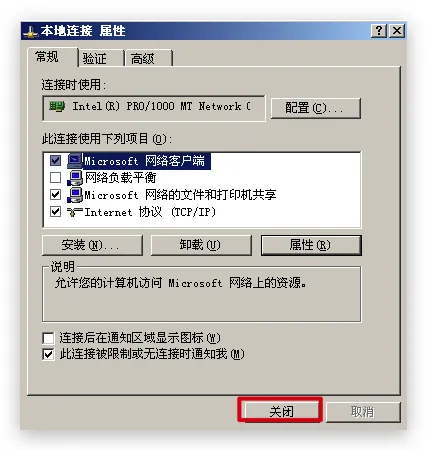 本地连接 属性
常规 验证 高级
连接时使用:
Intel(R) PRO/1000 MT Network C 配置(C)...
此连接使用下列项目(O):
Microsoft 网络客户端
网络负载平衡
Microsoft 网络的文件和打印机共享
Internet 协议 (TCP/IP)
安装(N)... 卸载(U) 属性(R)
说明
允许您的计算机访问 Microsoft 网络上的资源。
连接后在通知区域显示图标(W)
此连接被限制或无连接时通知我(M)
关闭 取消